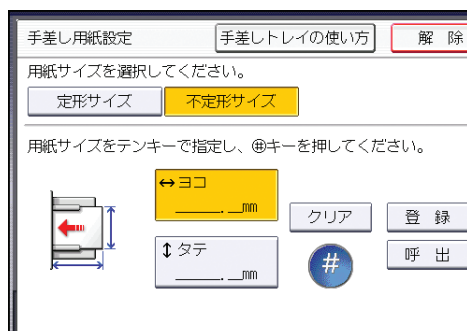 手差し用紙設定 手差しトレイの使い方 解 除
用紙サイズを選択してください。
定形サイズ 不定形サイズ
用紙サイズをテンキーで指定し、⊕キーを押してください。
↔ヨコ
____._mm
クリア 登 録
↕タテ
____._mm
# 呼 出